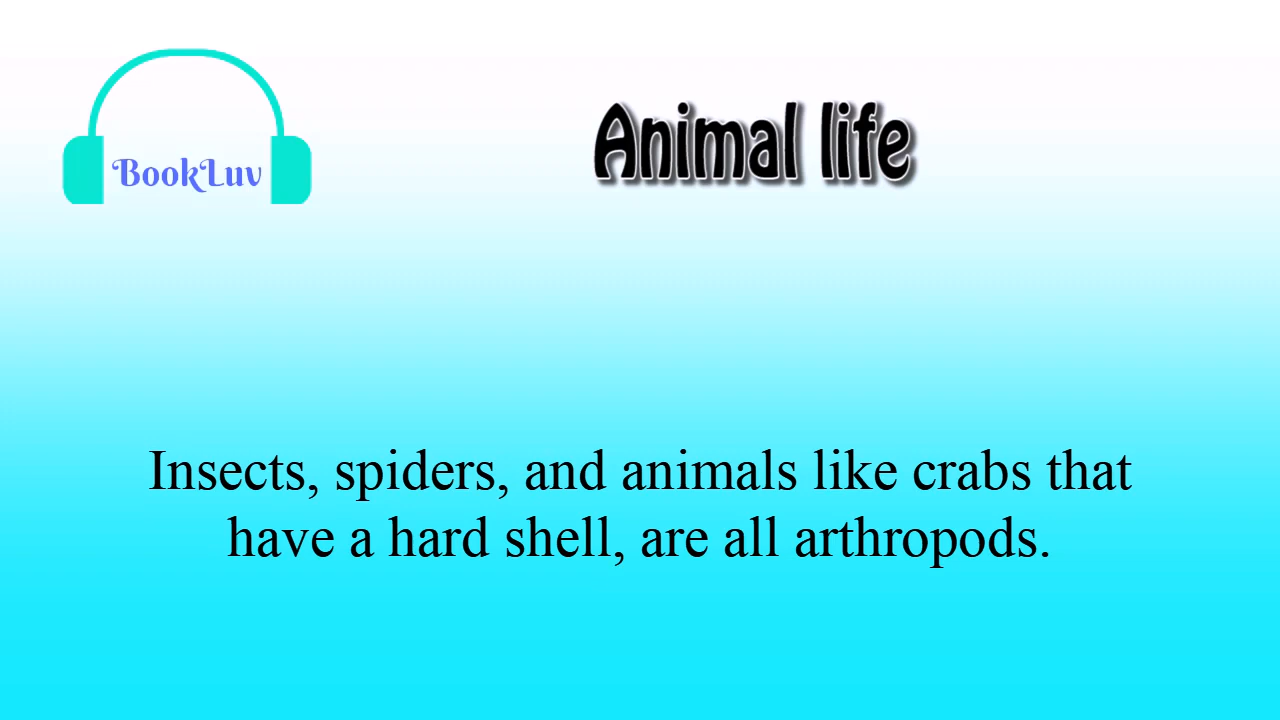 BookLuv
Animal life
Insects, spiders, and animals like crabs that
have a hard shell, are all arthropods.